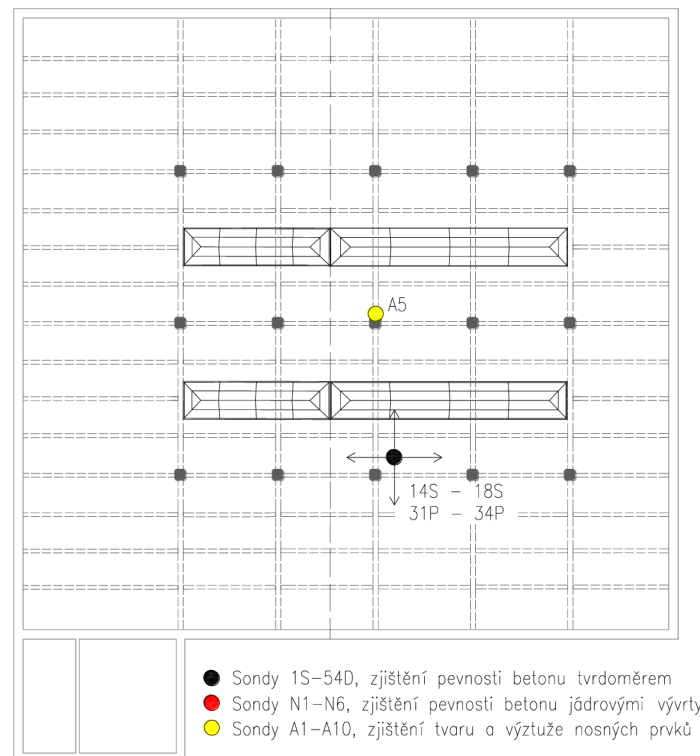 A5
14S - 18S
31P - 34P
Sondy 1S-54D, zjištění pevnosti betonu tvrdoměrem
Sondy N1-N6, zjištění pevnosti betonu jádrovými vývrty
Sondy A1-A10, zjištění tvaru a výztuže nosných prvků